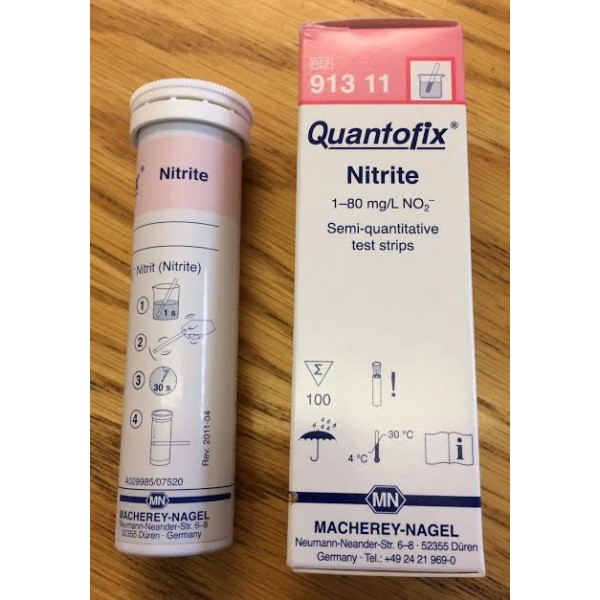 Nitrite
Nitrit (Nitrite)
1
1 s
2
3
30 s
4
Rev. 2011-04
A029985/07520
MN
MACHEREY-NAGEL
Neumann-Neander-Str. 6–8
52355 Düren · Germany
REF
913 11
Quantofix®
Nitrite
1–80 mg/L NO₂⁻
Semi-quantitative
test strips
Σ
100
!
30 °C
4 °C
i
MN
MACHEREY-NAGEL
Neumann-Neander-Str. 6–8 · 52355 Düren
Germany · Tel.: +49 24 21 969-0